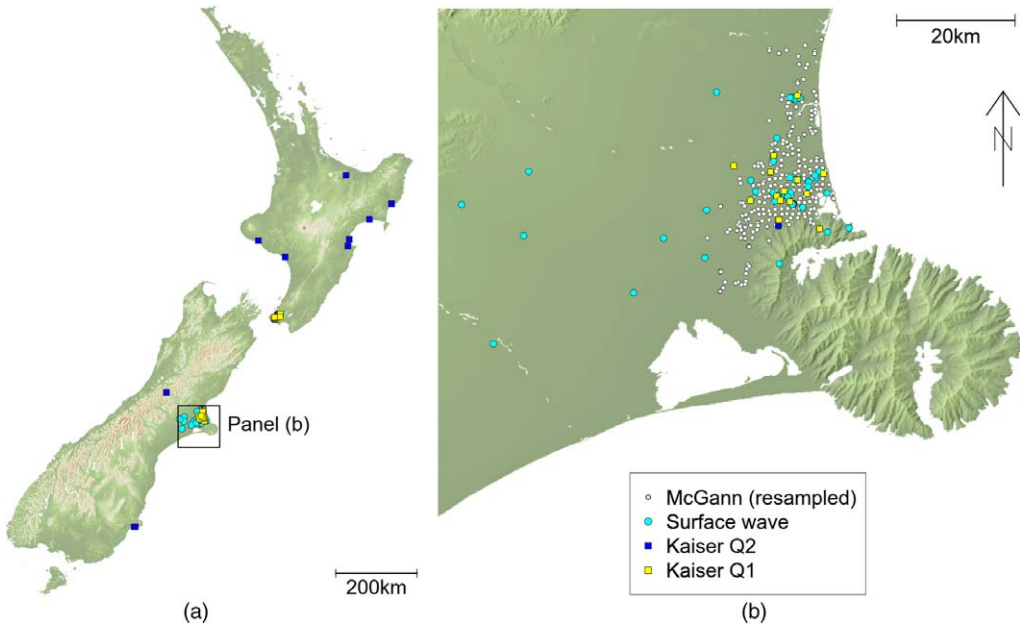 20km
N
Panel (b)
McGann (resampled)
Surface wave
Kaiser Q2
Kaiser Q1
200km
(a)
(b)